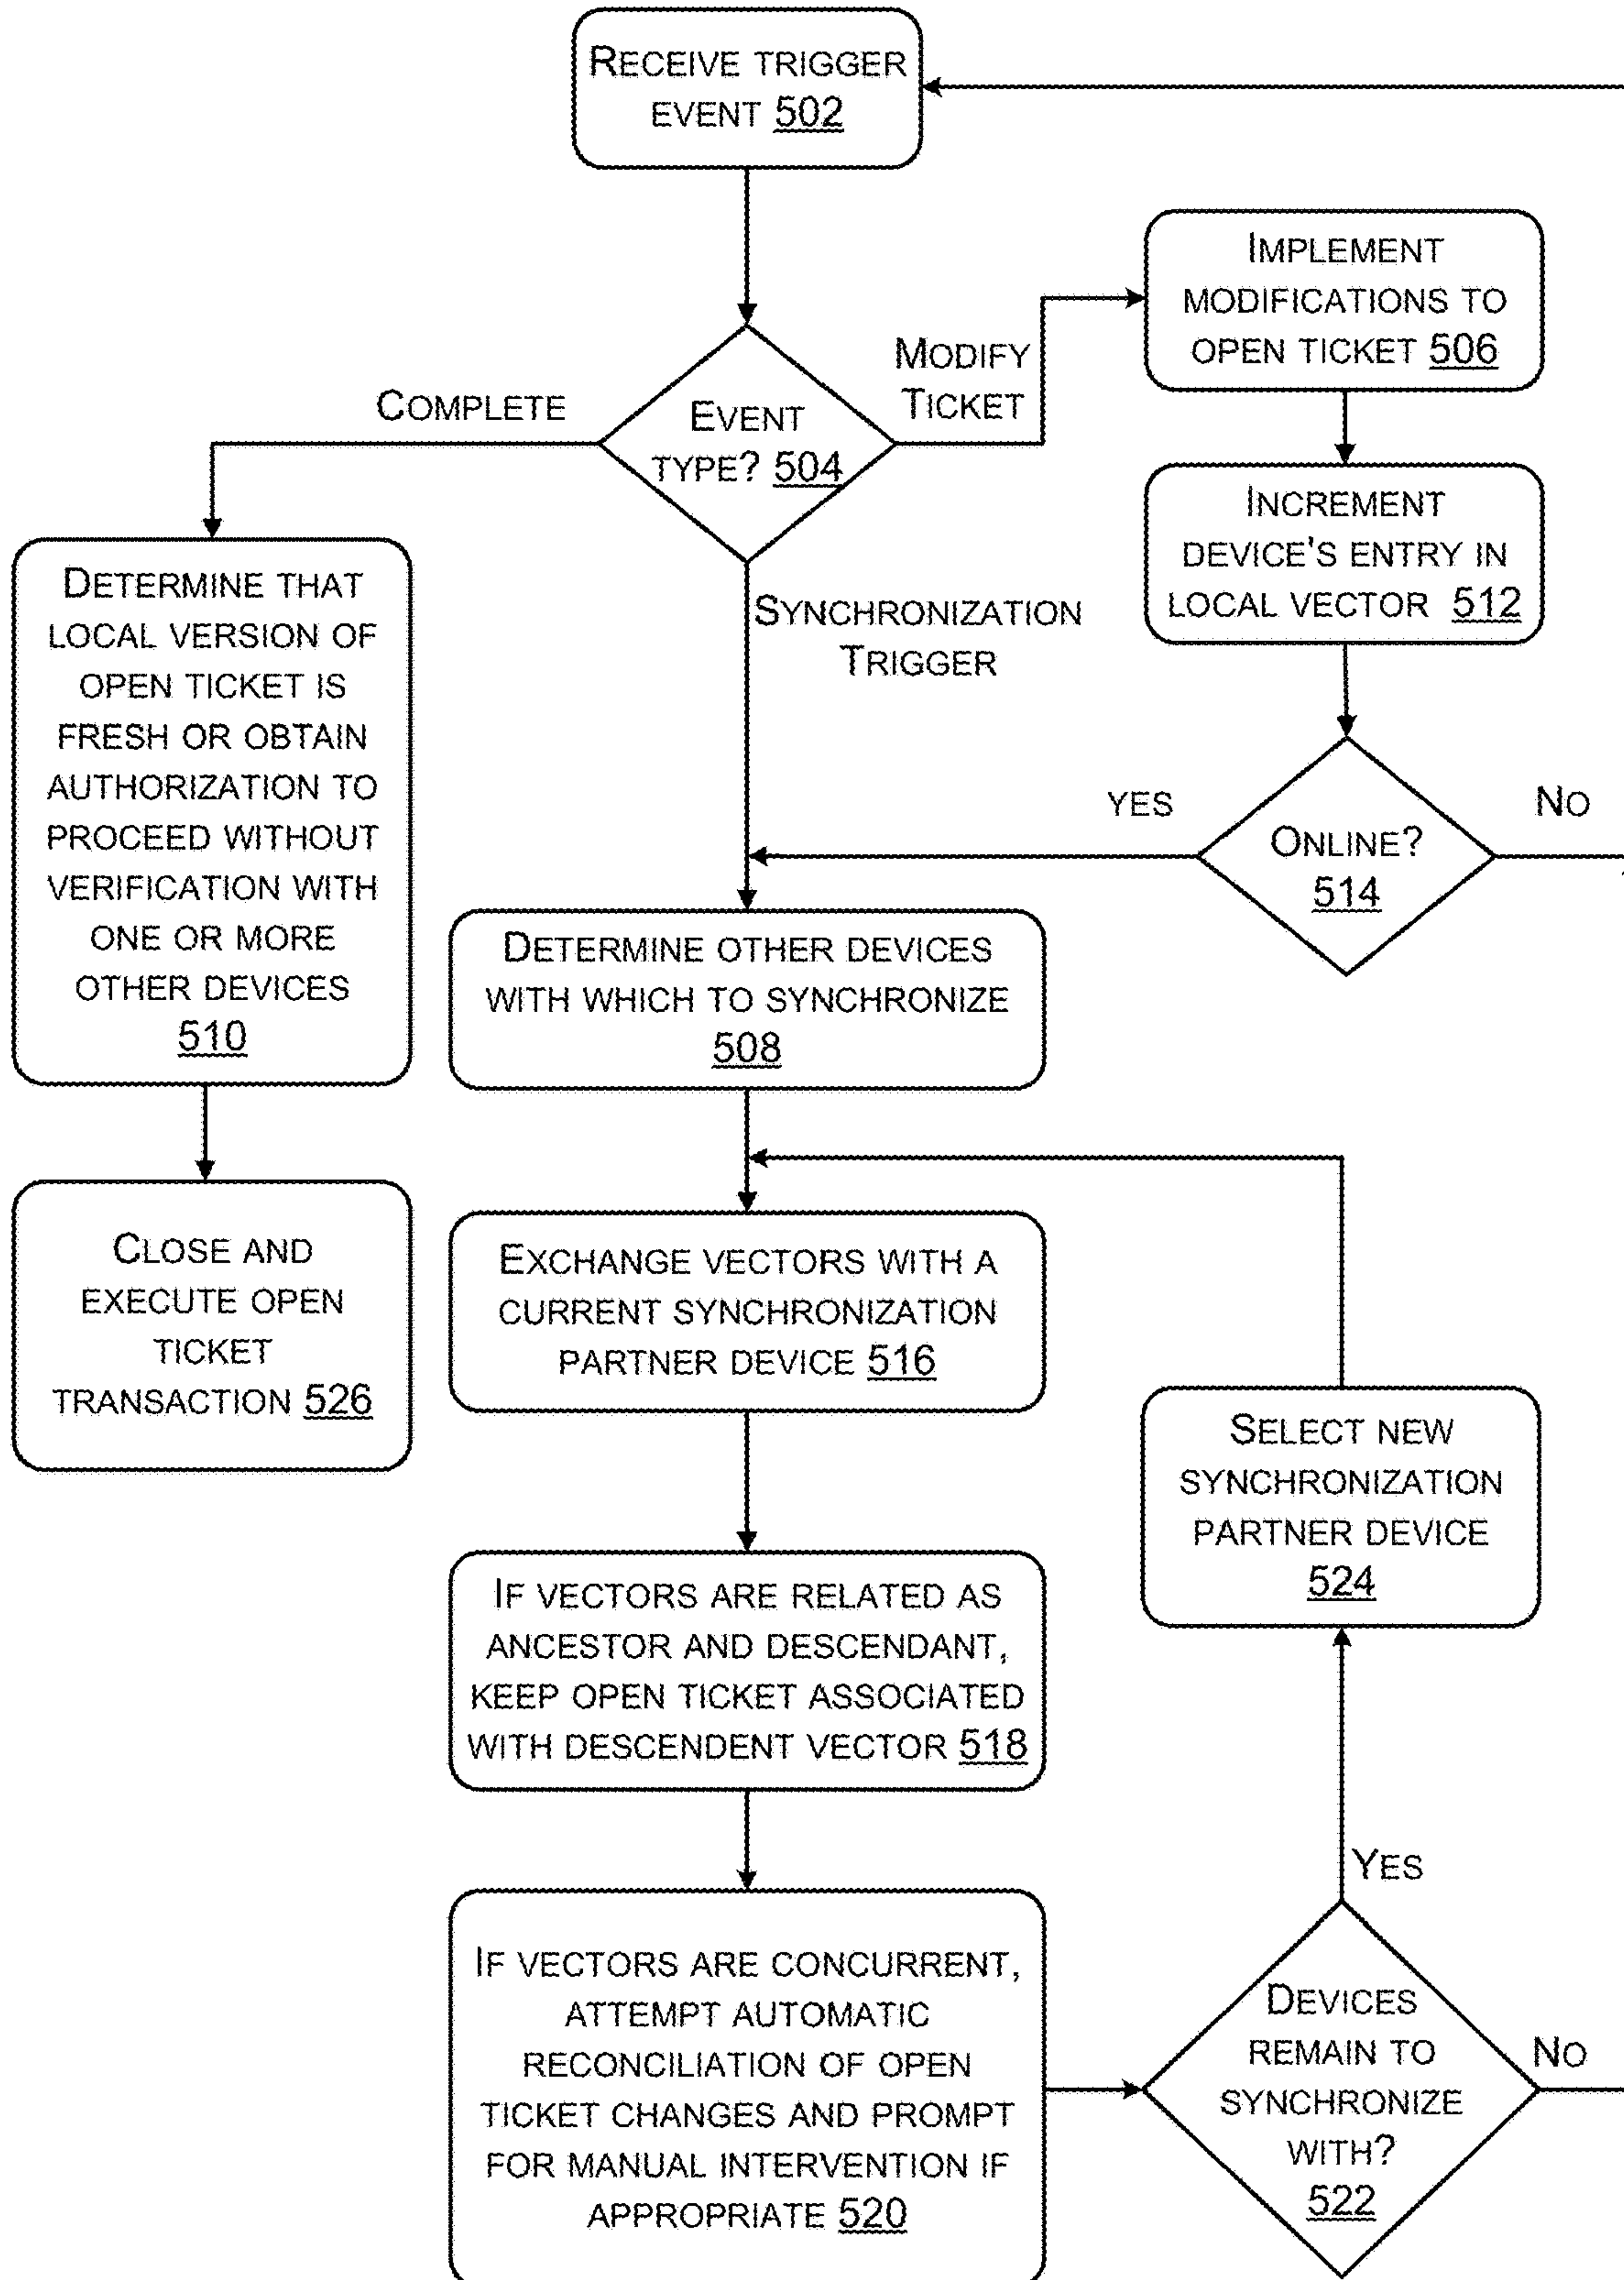 RECEIVE TRIGGER
EVENT 502
IMPLEMENT
MODIFICATIONS TO
OPEN TICKET 506
MODIFY
TICKET
COMPLETE
EVENT
TYPE? 504
INCREMENT
DEVICE'S ENTRY IN
LOCAL VECTOR 512
SYNCHRONIZATION
TRIGGER
DETERMINE THAT
LOCAL VERSION OF
OPEN TICKET IS
FRESH OR OBTAIN
AUTHORIZATION TO
PROCEED WITHOUT
VERIFICATION WITH
ONE OR MORE
OTHER DEVICES
510
YES
NO
ONLINE?
514
DETERMINE OTHER DEVICES
WITH WHICH TO SYNCHRONIZE
508
CLOSE AND
EXECUTE OPEN
TICKET
TRANSACTION 526
EXCHANGE VECTORS WITH A
CURRENT SYNCHRONIZATION
PARTNER DEVICE 516
SELECT NEW
SYNCHRONIZATION
PARTNER DEVICE
524
IF VECTORS ARE RELATED AS
ANCESTOR AND DESCENDANT,
KEEP OPEN TICKET ASSOCIATED
WITH DESCENDENT VECTOR 518
YES
IF VECTORS ARE CONCURRENT,
ATTEMPT AUTOMATIC
RECONCILIATION OF OPEN
TICKET CHANGES AND PROMPT
FOR MANUAL INTERVENTION IF
APPROPRIATE 520
DEVICES
REMAIN TO
SYNCHRONIZE
WITH?
522
NO